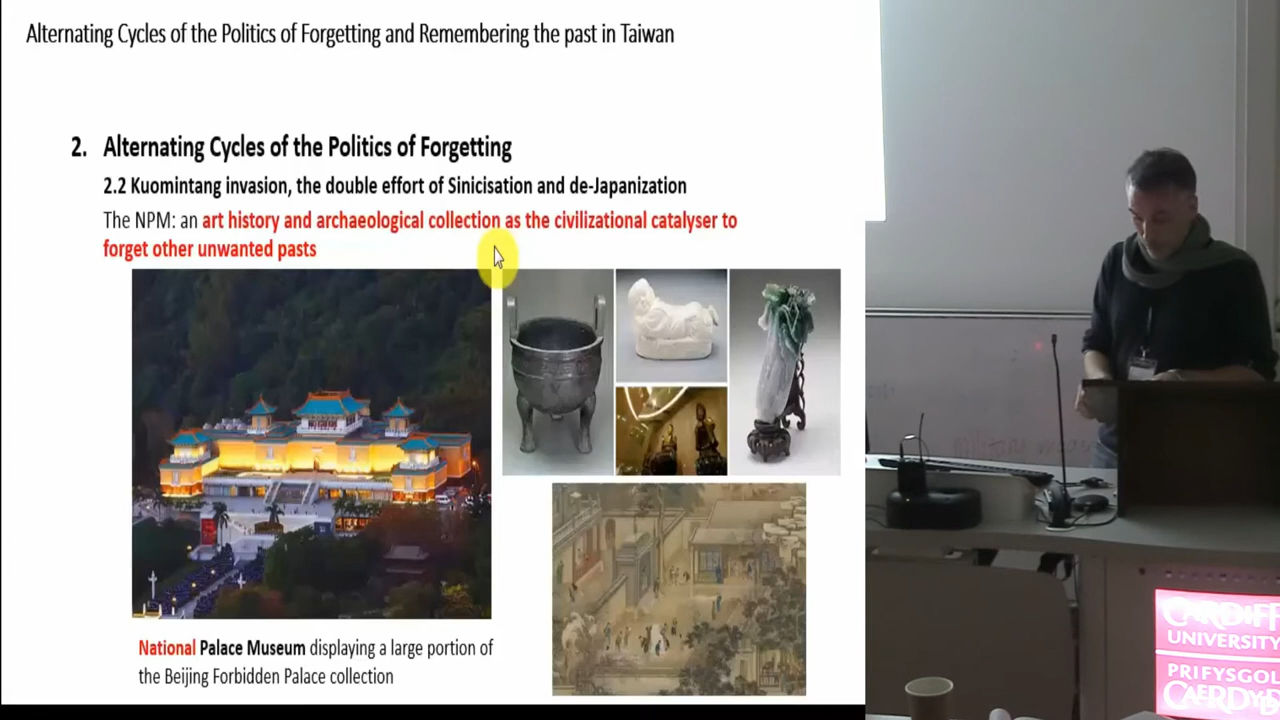 Alternating Cycles of the Politics of Forgetting and Remembering the past in Taiwan
2. Alternating Cycles of the Politics of Forgetting
2.2 Kuomintang invasion, the double effort of Sinicisation and de-Japanization
The NPM: an art history and archaeological collection as the civilizational catalyser to
forget other unwanted pasts
National Palace Museum displaying a large portion of
the Beijing Forbidden Palace collection
CARDIFF
UNIVERSITY
PRIFYSGOL